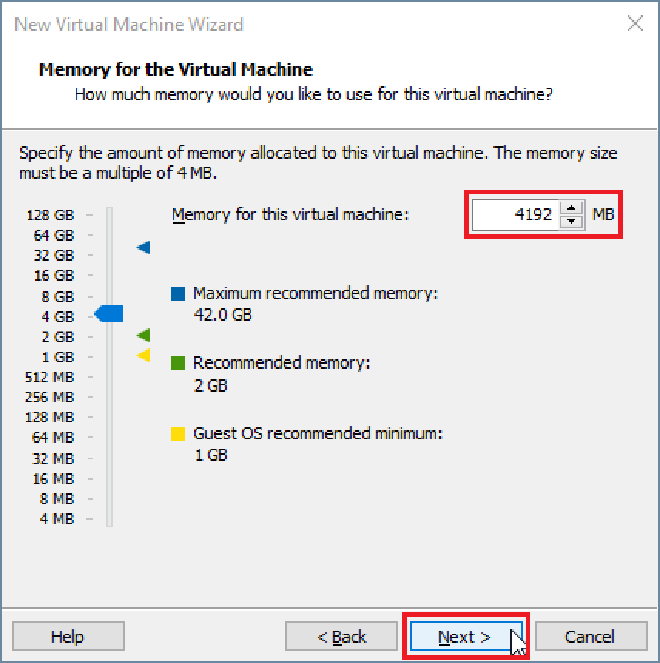 New Virtual Machine Wizard
Memory for the Virtual Machine
How much memory would you like to use for this virtual machine?
Specify the amount of memory allocated to this virtual machine. The memory size
must be a multiple of 4 MB.
Memory for this virtual machine: 4192 MB
128 GB
64 GB
32 GB
16 GB
8 GB
4 GB
2 GB
1 GB
512 MB
256 MB
128 MB
64 MB
32 MB
16 MB
8 MB
4 MB
Maximum recommended memory:
42.0 GB
Recommended memory:
2 GB
Guest OS recommended minimum:
1 GB
Help < Back Next > Cancel